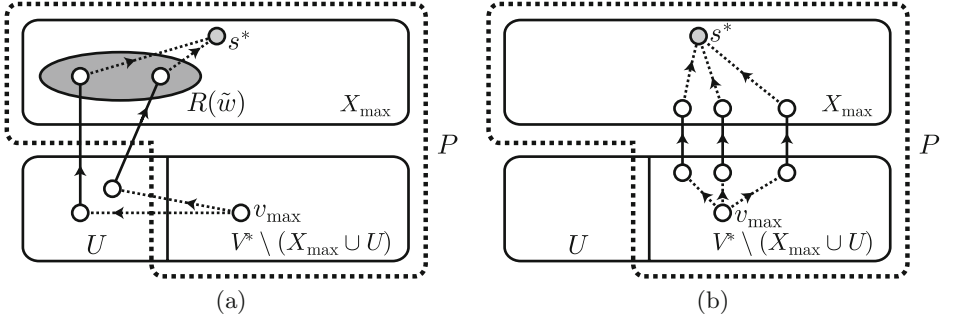 s*
R(w̃)
X_max
P
v_max
U
V* \ (X_max ∪ U)
(a)
s*
X_max
P
v_max
U
V* \ (X_max ∪ U)
(b)